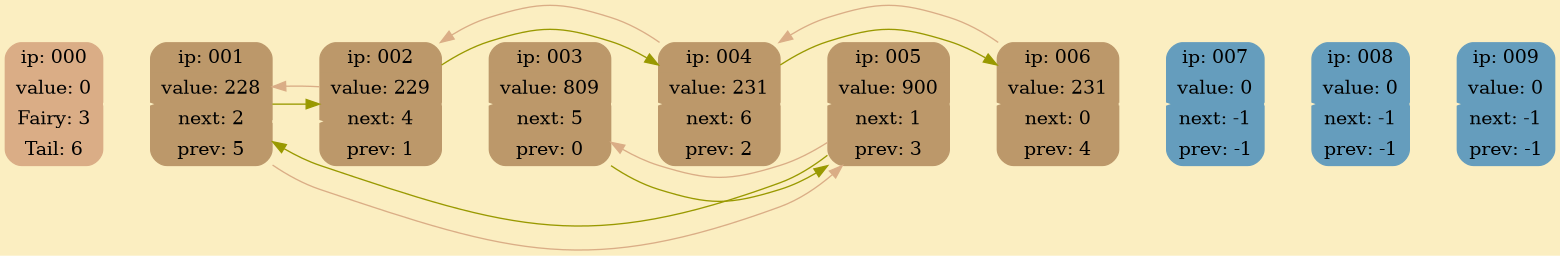 ip: 000
value: 0
Fairy: 3
Tail: 6
ip: 001
value: 228
next: 2
prev: 5
ip: 002
value: 229
next: 4
prev: 1
ip: 003
value: 809
next: 5
prev: 0
ip: 004
value: 231
next: 6
prev: 2
ip: 005
value: 900
next: 1
prev: 3
ip: 006
value: 231
next: 0
prev: 4
ip: 007
value: 0
next: -1
prev: -1
ip: 008
value: 0
next: -1
prev: -1
ip: 009
value: 0
next: -1
prev: -1